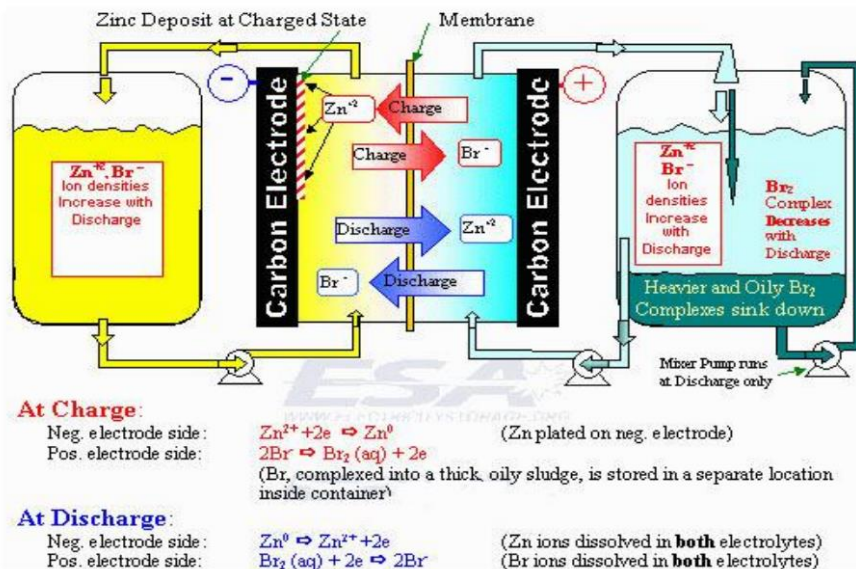 Zinc Deposit at Charged State
Membrane
−
+
Carbon Electrode
Zn+2
Charge
Charge
Br−
Discharge
Zn+2
Br−
Discharge
Carbon Electrode
Zn+2, Br−
Ion densities
Increase with
Discharge
Zn+2
Br−
Ion
densities
Increase
with
Discharge
Br2
Complex
Decreases
with
Discharge
Heavier and Oily Br2
Complexes sink down
Mixer Pump runs
at Discharge only
ESA
WWW.ELECTRICITYSTORAGE.ORG
At Charge:
Neg. electrode side: Zn2+ +2e ⇨ Zn0 (Zn plated on neg. electrode)
Pos. electrode side: 2Br- ⇨ Br2 (aq) + 2e
(Br, complexed into a thick, oily sludge, is stored in a separate location
inside container)
At Discharge:
Neg. electrode side: Zn0 ⇨ Zn2+ +2e (Zn ions dissolved in both electrolytes)
Pos. electrode side: Br2 (aq) + 2e ⇨ 2Br- (Br ions dissolved in both electrolytes)